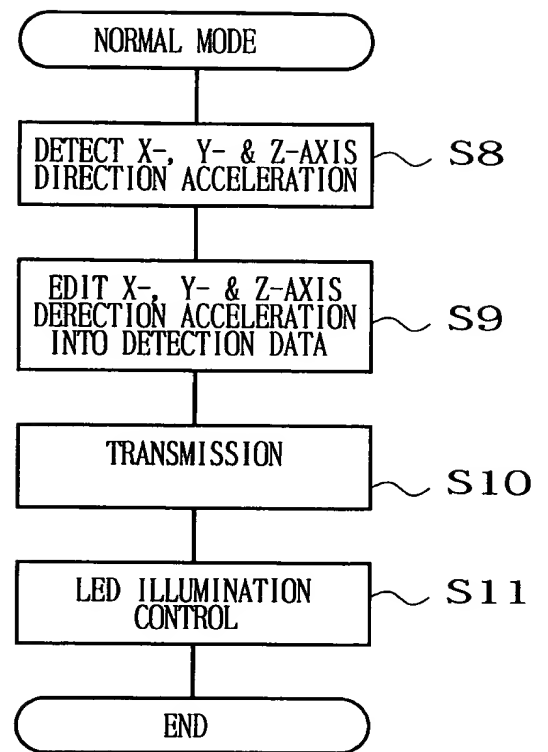 NORMAL MODE
DETECT X-, Y- & Z-AXIS
DIRECTION ACCELERATION
S8
EDIT X-, Y- & Z-AXIS
DERECTION ACCELERATION
INTO DETECTION DATA
S9
TRANSMISSION
S10
LED ILLUMINATION
CONTROL
S11
END